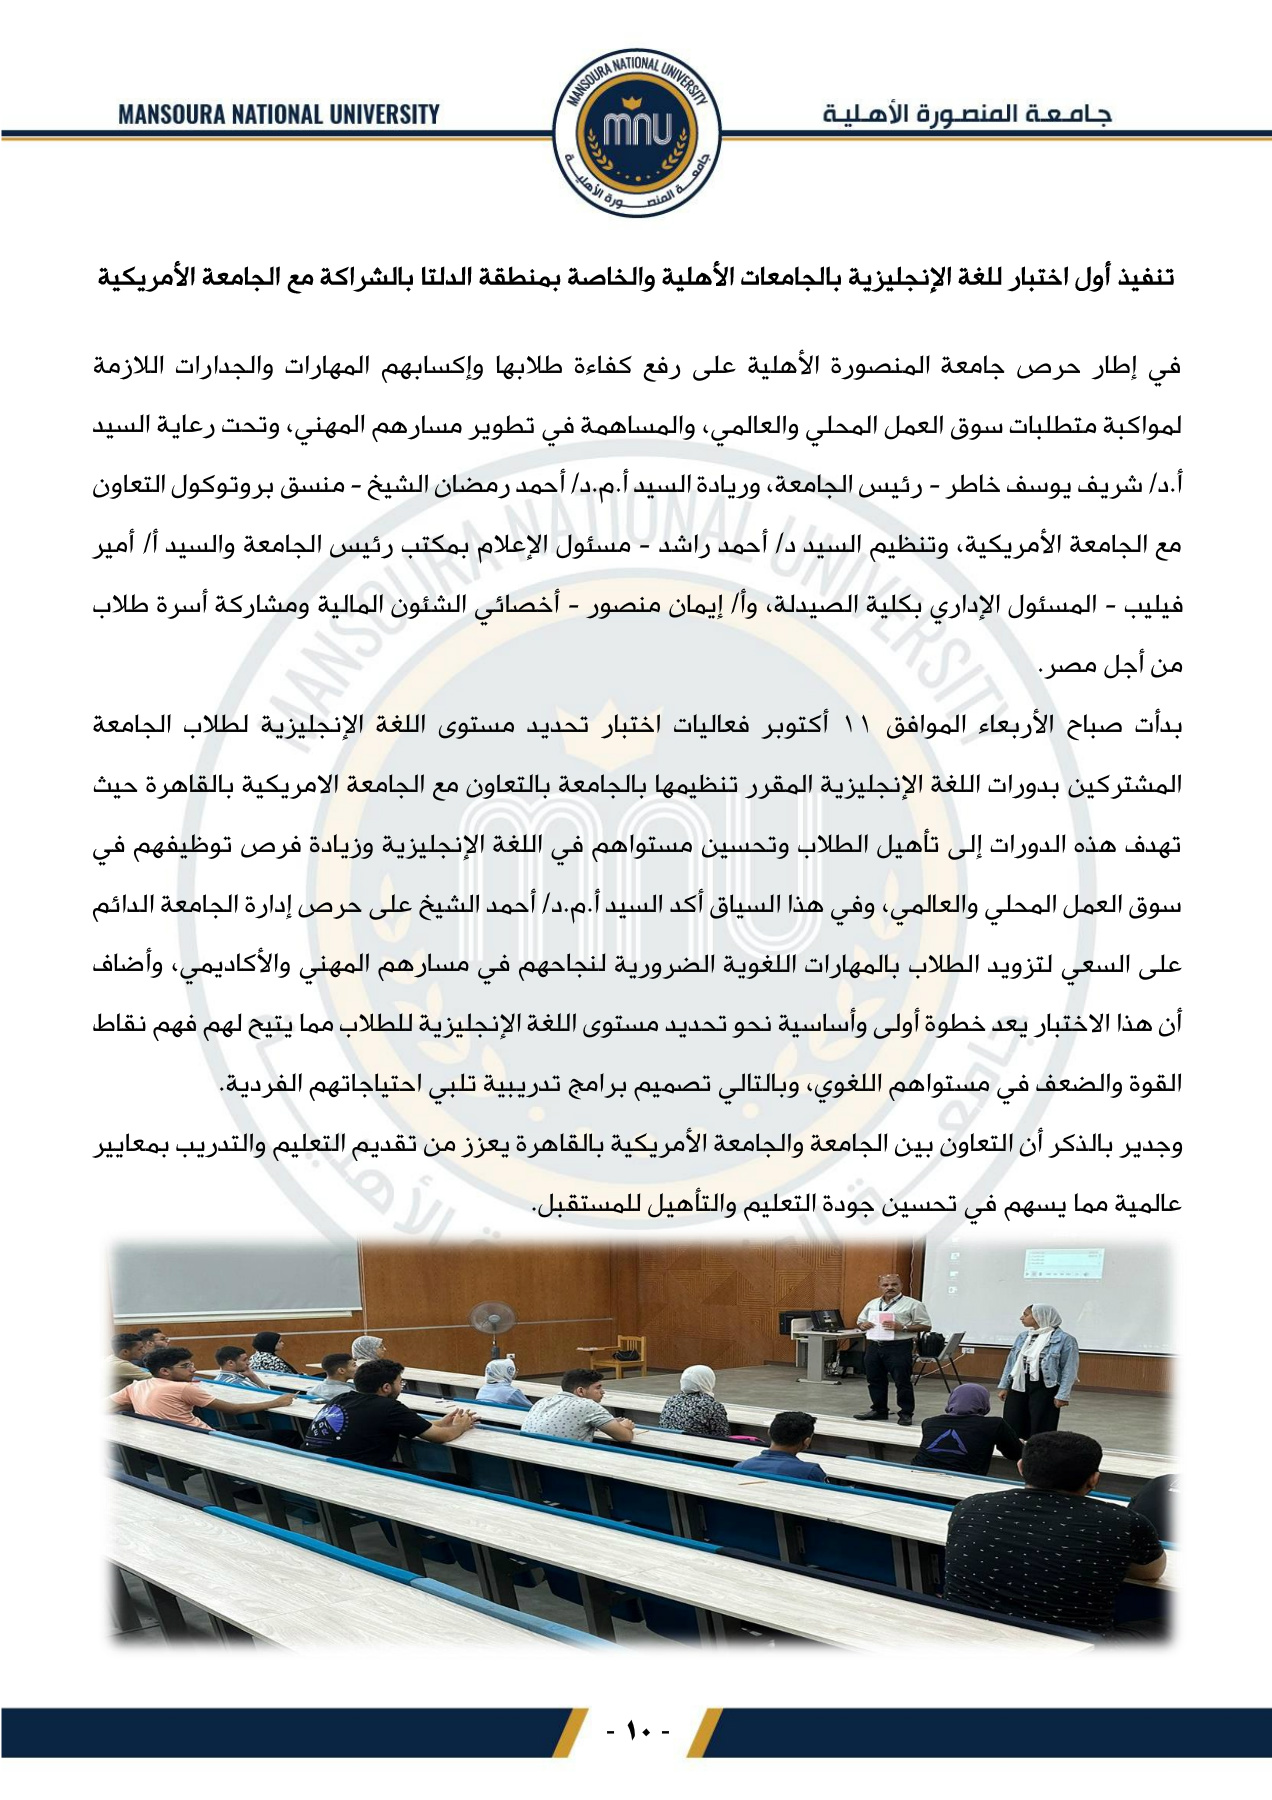 MANSOURA NATIONAL UNIVERSITY
جامعة المنصورة الأهلية
MANSOURA NATIONAL UNIVERSITY
mnu
جامعة المنصورة الأهلية
تنفيذ أول اختبار للغة الإنجليزية بالجامعات الأهلية والخاصة بمنطقة الدلتا بالشراكة مع الجامعة الأمريكية
في إطار حرص جامعة المنصورة الأهلية على رفع كفاءة طلابها وإكسابهم المهارات والجدارات اللازمة
لمواكبة متطلبات سوق العمل المحلي والعالمي، والمساهمة في تطوير مسارهم المهني، وتحت رعاية السيد
أ.د/ شريف يوسف خاطر - رئيس الجامعة، وريادة السيد أ.م.د/ أحمد رمضان الشيخ - منسق بروتوكول التعاون
مع الجامعة الأمريكية، وتنظيم السيد د/ أحمد راشد - مسئول الإعلام بمكتب رئيس الجامعة والسيد أ/ أمير
فيليب - المسئول الإداري بكلية الصيدلة، وأ/ إيمان منصور - أخصائي الشئون المالية ومشاركة أسرة طلاب
من أجل مصر.
بدأت صباح الأربعاء الموافق ١١ أكتوبر فعاليات اختبار تحديد مستوى اللغة الإنجليزية لطلاب الجامعة
المشتركين بدورات اللغة الإنجليزية المقرر تنظيمها بالجامعة بالتعاون مع الجامعة الامريكية بالقاهرة حيث
تهدف هذه الدورات إلى تأهيل الطلاب وتحسين مستواهم في اللغة الإنجليزية وزيادة فرص توظيفهم في
سوق العمل المحلي والعالمي، وفي هذا السياق أكد السيد أ.م.د/ أحمد الشيخ على حرص إدارة الجامعة الدائم
على السعي لتزويد الطلاب بالمهارات اللغوية الضرورية لنجاحهم في مسارهم المهني والأكاديمي، وأضاف
أن هذا الاختبار يعد خطوة أولى وأساسية نحو تحديد مستوى اللغة الإنجليزية للطلاب مما يتيح لهم فهم نقاط
القوة والضعف في مستواهم اللغوي، وبالتالي تصميم برامج تدريبية تلبي احتياجاتهم الفردية.
وجدير بالذكر أن التعاون بين الجامعة والجامعة الأمريكية بالقاهرة يعزز من تقديم التعليم والتدريب بمعايير
عالمية مما يسهم في تحسين جودة التعليم والتأهيل للمستقبل.
- ١٠ -